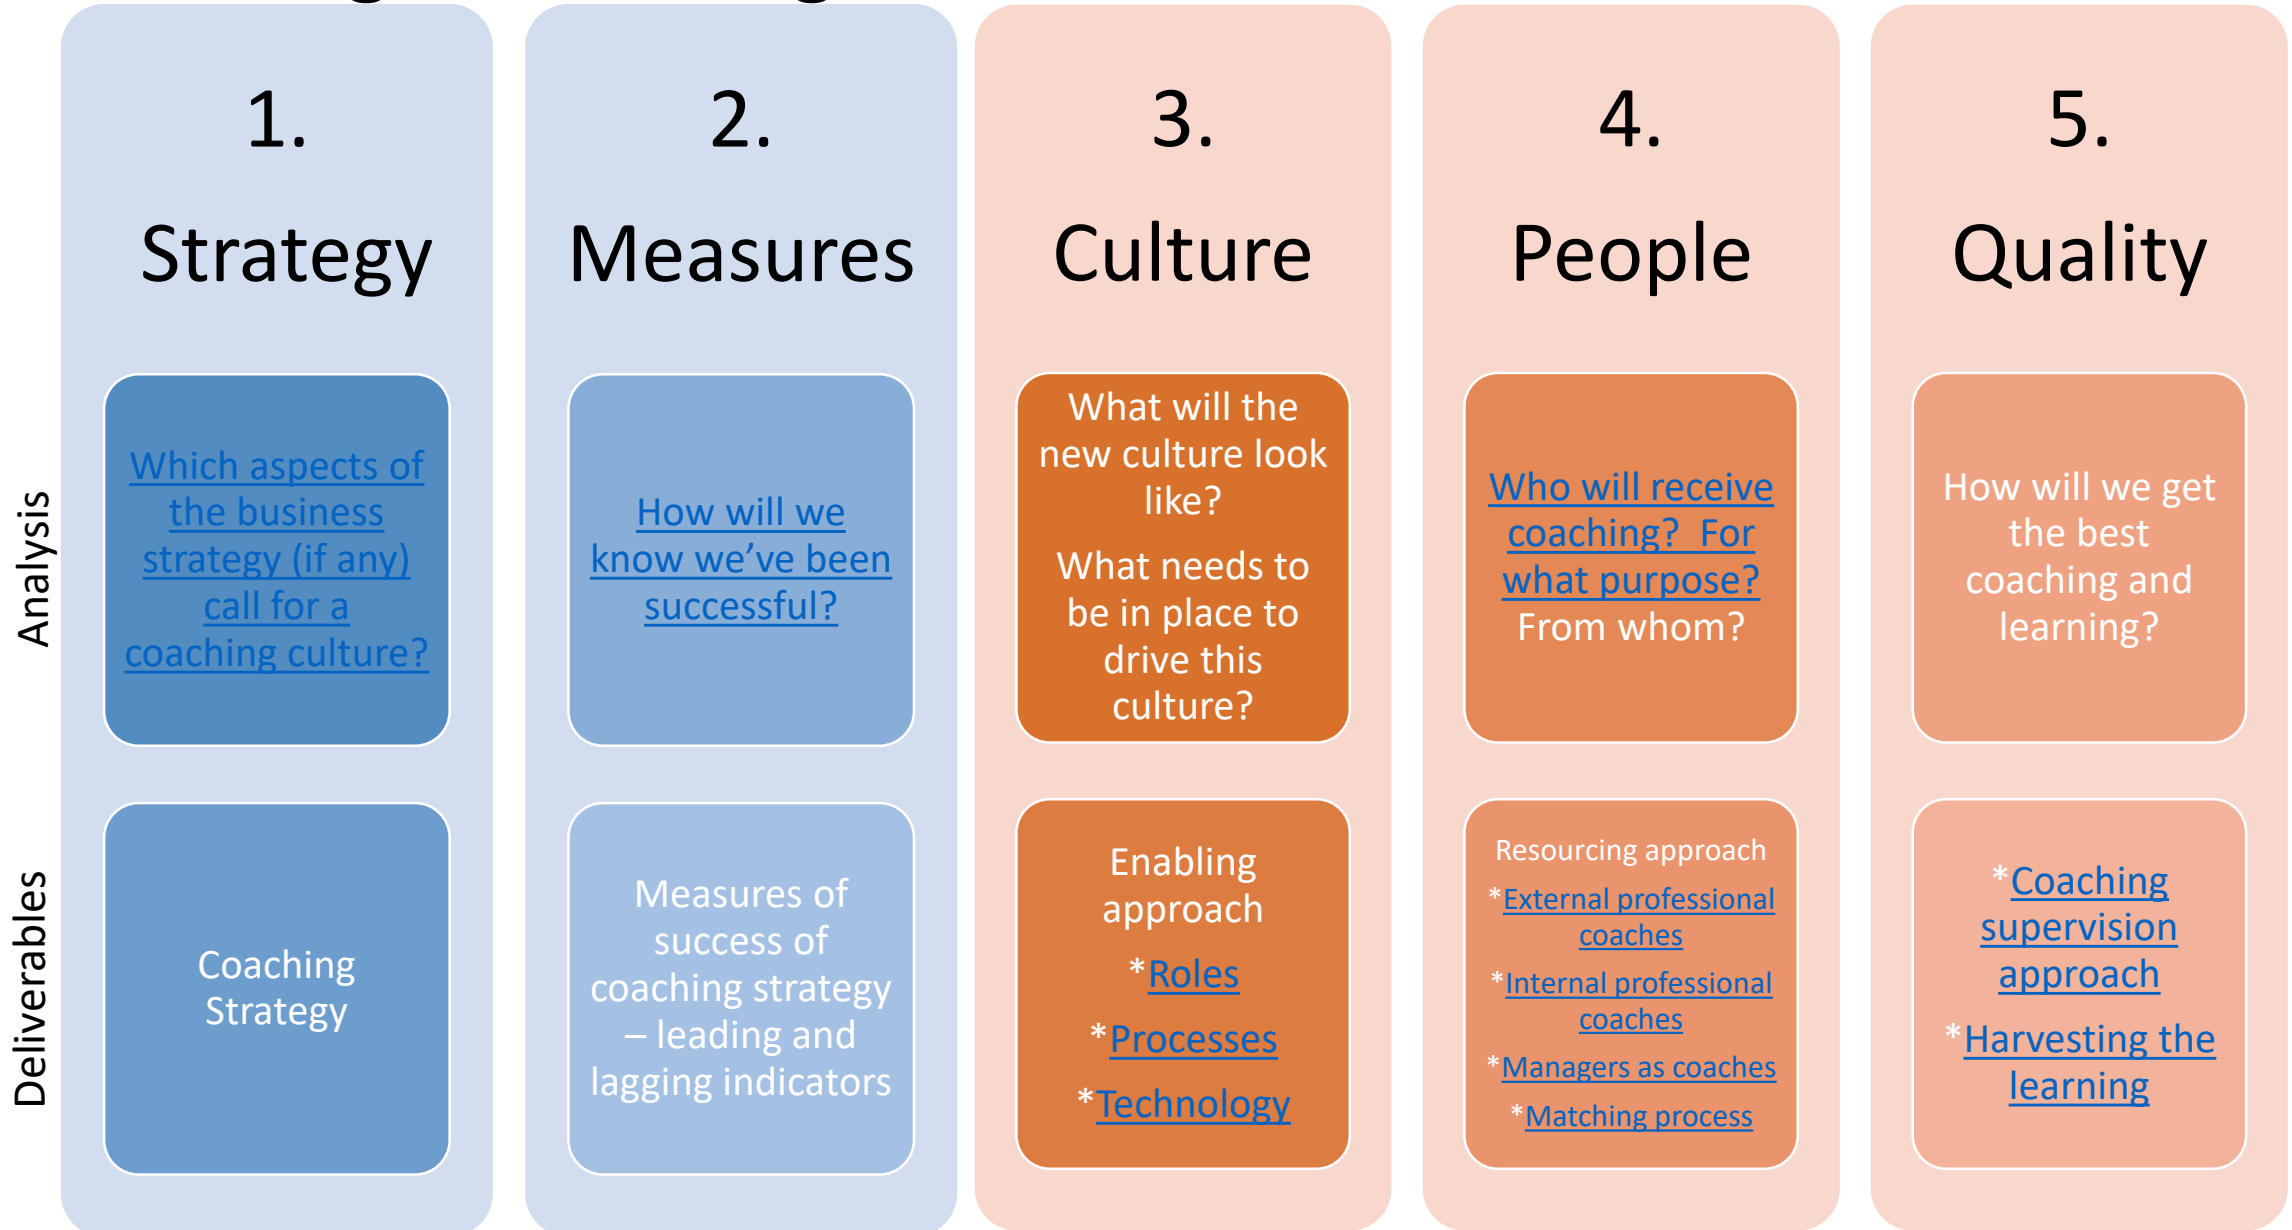 1.
Strategy
2.
Measures
3.
Culture
4.
People
5.
Quality
Analysis
Which aspects of
the business
strategy (if any)
call for a
coaching culture?
How will we
know we’ve been
successful?
What will the
new culture look
like?
What needs to
be in place to
drive this
culture?
Who will receive
coaching?  For
what purpose?
From whom?
How will we get
the best
coaching and
learning?
Deliverables
Coaching
Strategy
Measures of
success of
coaching strategy
– leading and
lagging indicators
Enabling
approach
*Roles
*Processes
*Technology
Resourcing approach
*External professional
coaches
*Internal professional
coaches
*Managers as coaches
*Matching process
*Coaching
supervision
approach
*Harvesting the
learning